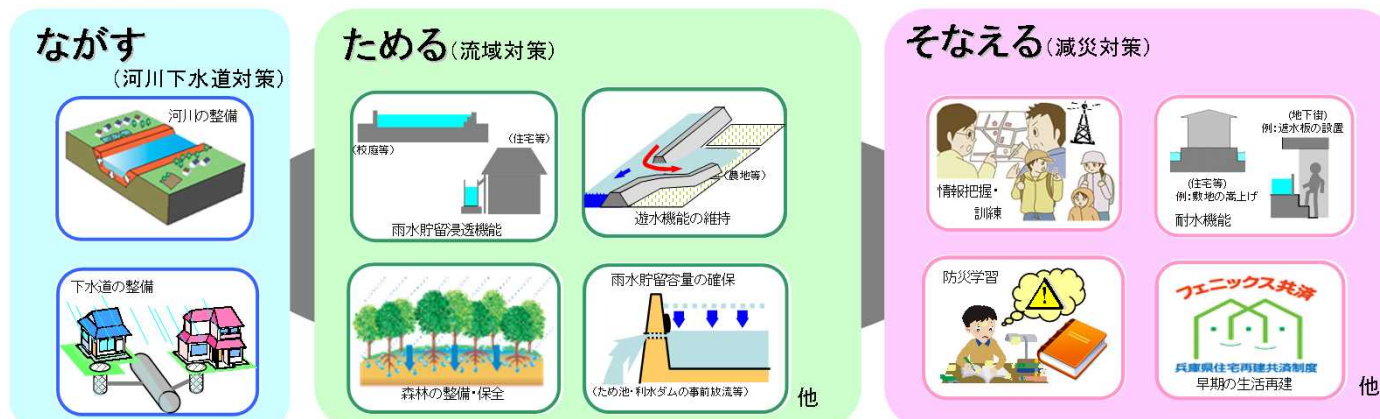 ながす
(河川下水道対策)
河川の整備
下水道の整備
ためる(流域対策)
(校庭等)
(住宅等)
雨水貯留浸透機能
(農地等)
遊水機能の維持
森林の整備・保全
雨水貯留容量の確保
(ため池・利水ダムの事前放流等)
他
そなえる(減災対策)
情報把握・
訓練
(地下街)
例:遮水板の設置
(住宅等)
例:敷地の嵩上げ
耐水機能
防災学習
フェニックス共済
兵庫県住宅再建共済制度
早期の生活再建
他